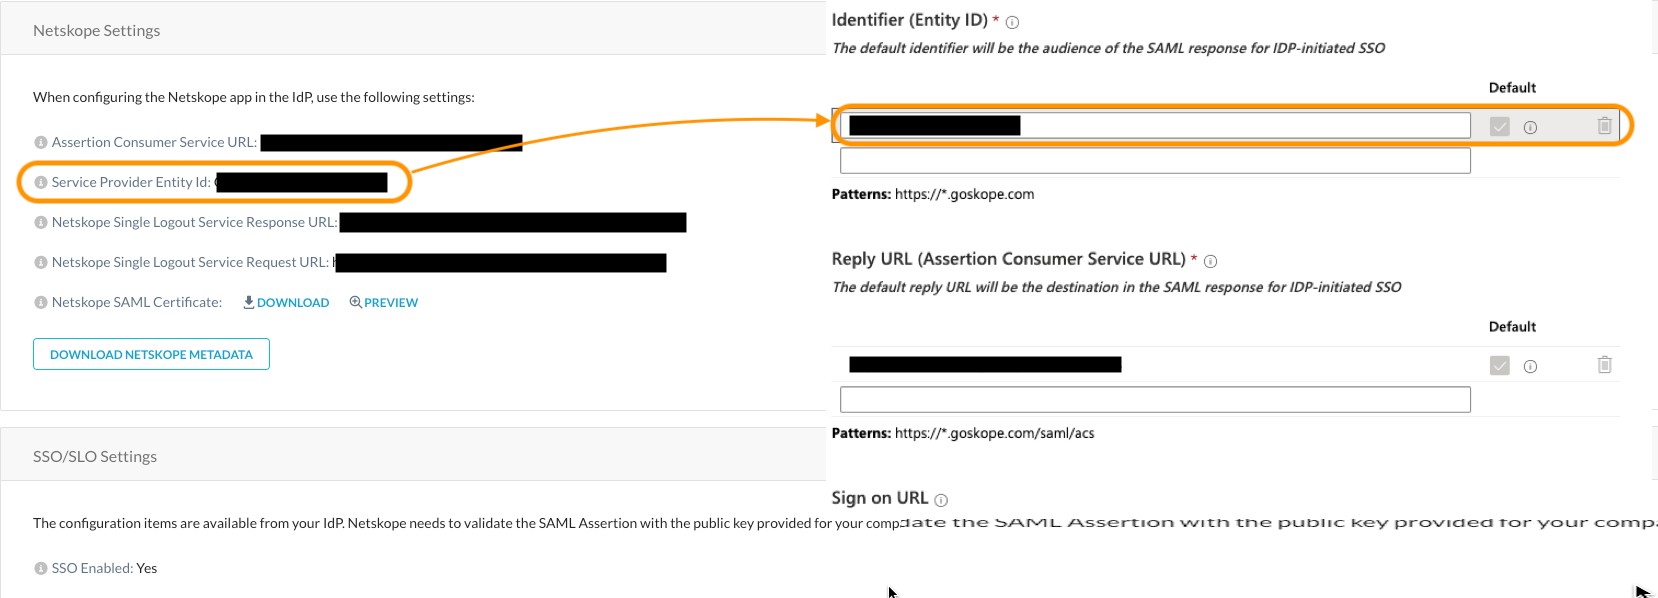 Netskope Settings
When configuring the Netskope app in the IdP, use the following settings:
Assertion Consumer Service URL:
Service Provider Entity Id:
Netskope Single Logout Service Response URL:
Netskope Single Logout Service Request URL:
Netskope SAML Certificate: DOWNLOAD PREVIEW
DOWNLOAD NETSKOPE METADATA
SSO/SLO Settings
The configuration items are available from your IdP. Netskope needs to validate the SAML Assertion with the public key provided for your comp
SSO Enabled: Yes
Identifier (Entity ID) *
The default identifier will be the audience of the SAML response for IDP-initiated SSO
Default
Patterns: https://*.goskope.com
Reply URL (Assertion Consumer Service URL) *
The default reply URL will be the destination in the SAML response for IDP-initiated SSO
Default
Patterns: https://*.goskope.com/saml/acs
Sign on URL
date the SAML Assertion with the public key provided for your comp